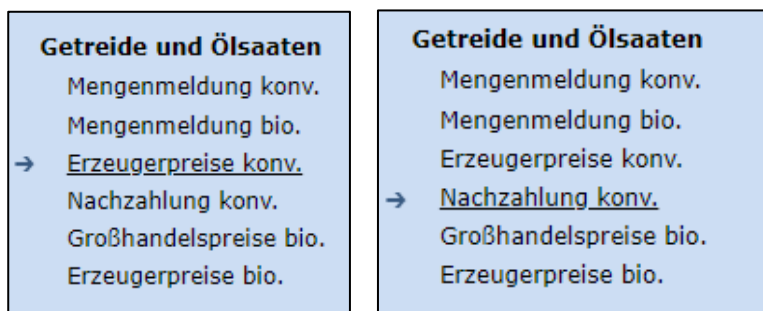 Getreide und Ölsaaten
Mengenmeldung konv.
Mengenmeldung bio.
→ Erzeugerpreise konv.
Nachzahlung konv.
Großhandelspreise bio.
Erzeugerpreise bio.
Getreide und Ölsaaten
Mengenmeldung konv.
Mengenmeldung bio.
Erzeugerpreise konv.
→ Nachzahlung konv.
Großhandelspreise bio.
Erzeugerpreise bio.